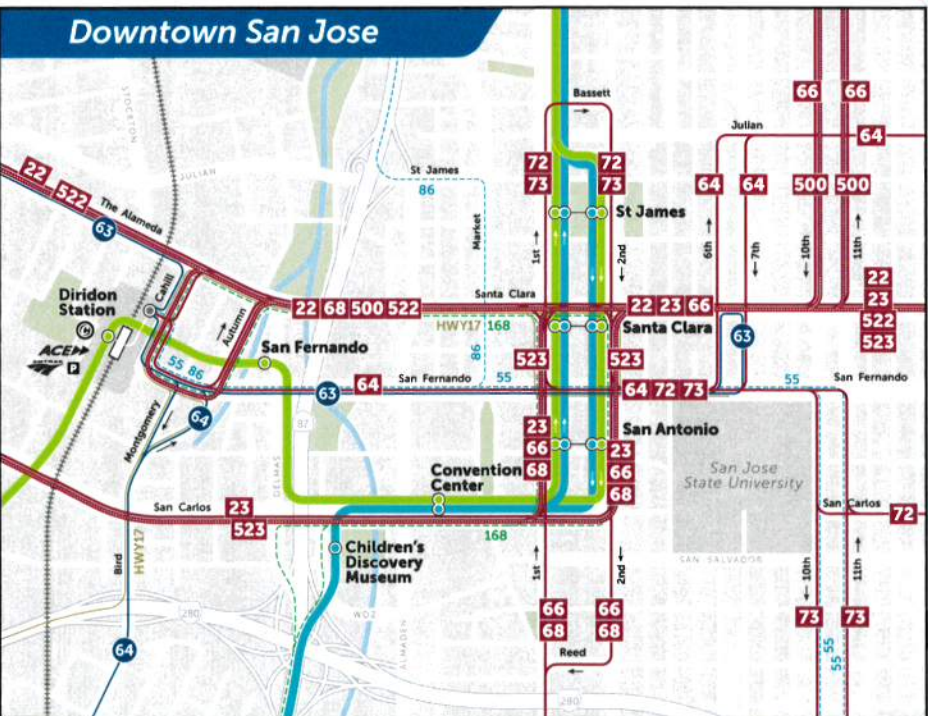 Downtown San Jose
Bassett
66
66
Julian
64
STOCKTON
JULIAN
22
522
The Alameda
63
St James
86
72
73
72
73
64
64
500
500
St James
Market
1st
2nd
6th
7th
10th
11th
Cahill
Diridon
Station
ACE
AMTRAK
P
Autumn
Santa Clara
22 68 500 522
22 23 66
22
23
522
523
HWY17 168
Santa Clara
63
San Fernando
86
523
523
55 86
63
64
San Fernando
55
64 72 73
55
San Fernando
Montgomery
64
87
DELMAS
23
66
68
San Antonio
23
66
68
San Jose
State University
Convention
Center
San Carlos
23
523
168
San Carlos
72
Children's
Discovery
Museum
SAN SALVADOR
Bird
HWY17
1st
2nd
10th
11th
280
WOZ
ALMADEN
66
68
66
68
73
73
64
Reed
55
55
280